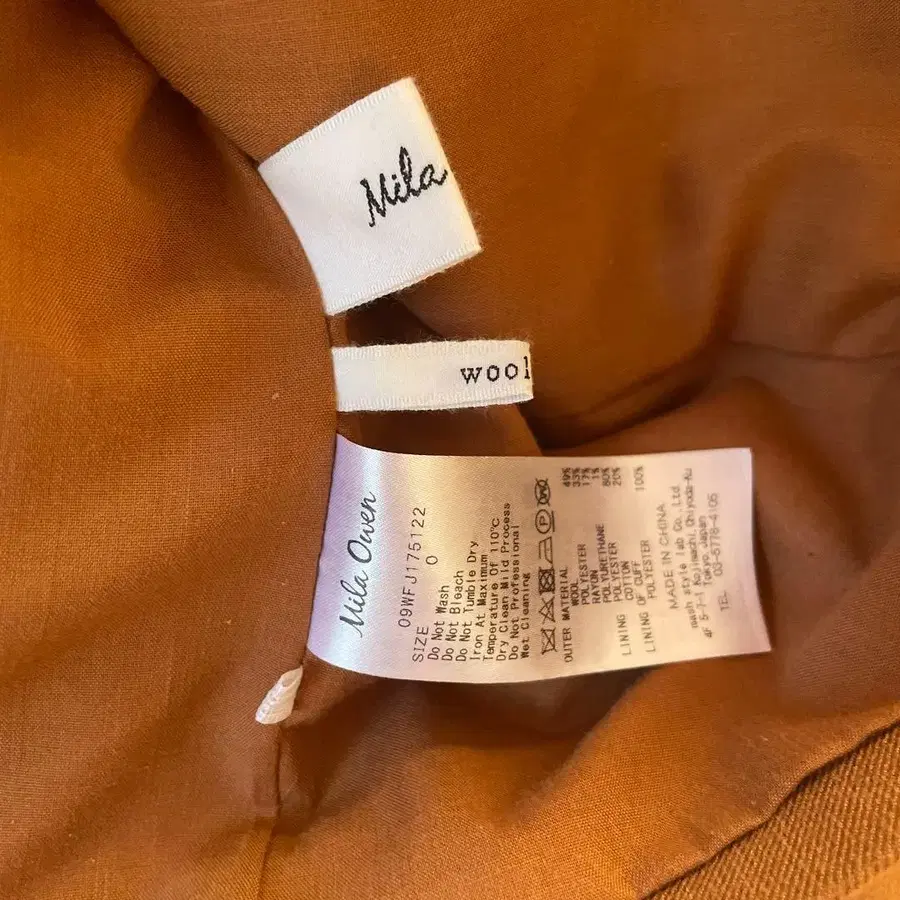 Mila
wool
Mila Owen
09WFJ175122
SIZE 0
Do Not Wash
Do Not Bleach
Do Not Tumble Dry
Iron At Maximum
Temperature Of 110℃
Dry Clean Mild Process
Do Not Professional
Wet Cleaning
P W
OUTER MATERIAL
WOOL 49%
POLYESTER 33%
RAYON 17%
POLYURETHANE 1%
POLYESTER 80%
COTTON 20%
LINING OF CUFF
LINING POLYESTER 100%
MADE IN CHINA
mash style lab Co.,Ltd.
4F 5-7-1 Kojimachi, Chiyoda-ku
Tokyo, Japan
TEL 03-6778-4105